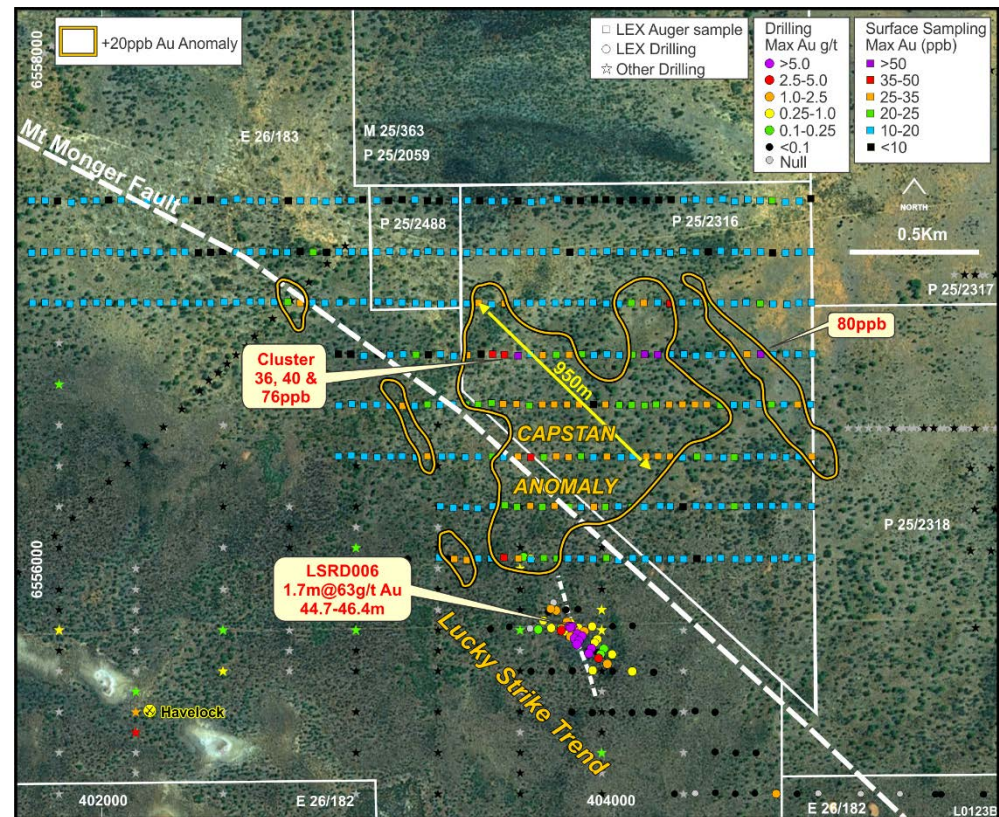 +20ppb Au Anomaly
LEX Auger sample
LEX Drilling
Other Drilling
Drilling
Max Au g/t
>5.0
2.5-5.0
1.0-2.5
0.25-1.0
0.1-0.25
<0.1
Null
Surface Sampling
Max Au (ppb)
>50
35-50
25-35
20-25
10-20
<10
6558000
Mt Monger Fault
E 26/183
M 25/363
P 25/2059
P 25/2488
P 25/2316
NORTH
0.5Km
P 25/2317
80ppb
Cluster
36, 40 &
76ppb
950m
CAPSTAN
ANOMALY
P 25/2318
6556000
LSRD006
1.7m@63g/t Au
44.7-46.4m
Lucky Strike Trend
Havelock
402000
E 26/182
404000
E 26/182
L0123B